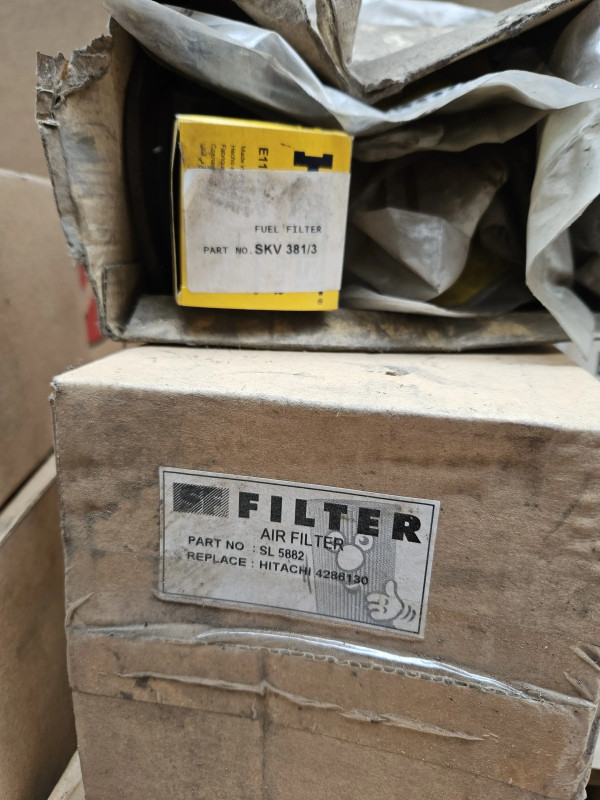 E11
FUEL FILTER
PART NO. SKV 381/3
SF FILTER
AIR FILTER
PART NO : SL 5882
REPLACE : HITACHI 4286130